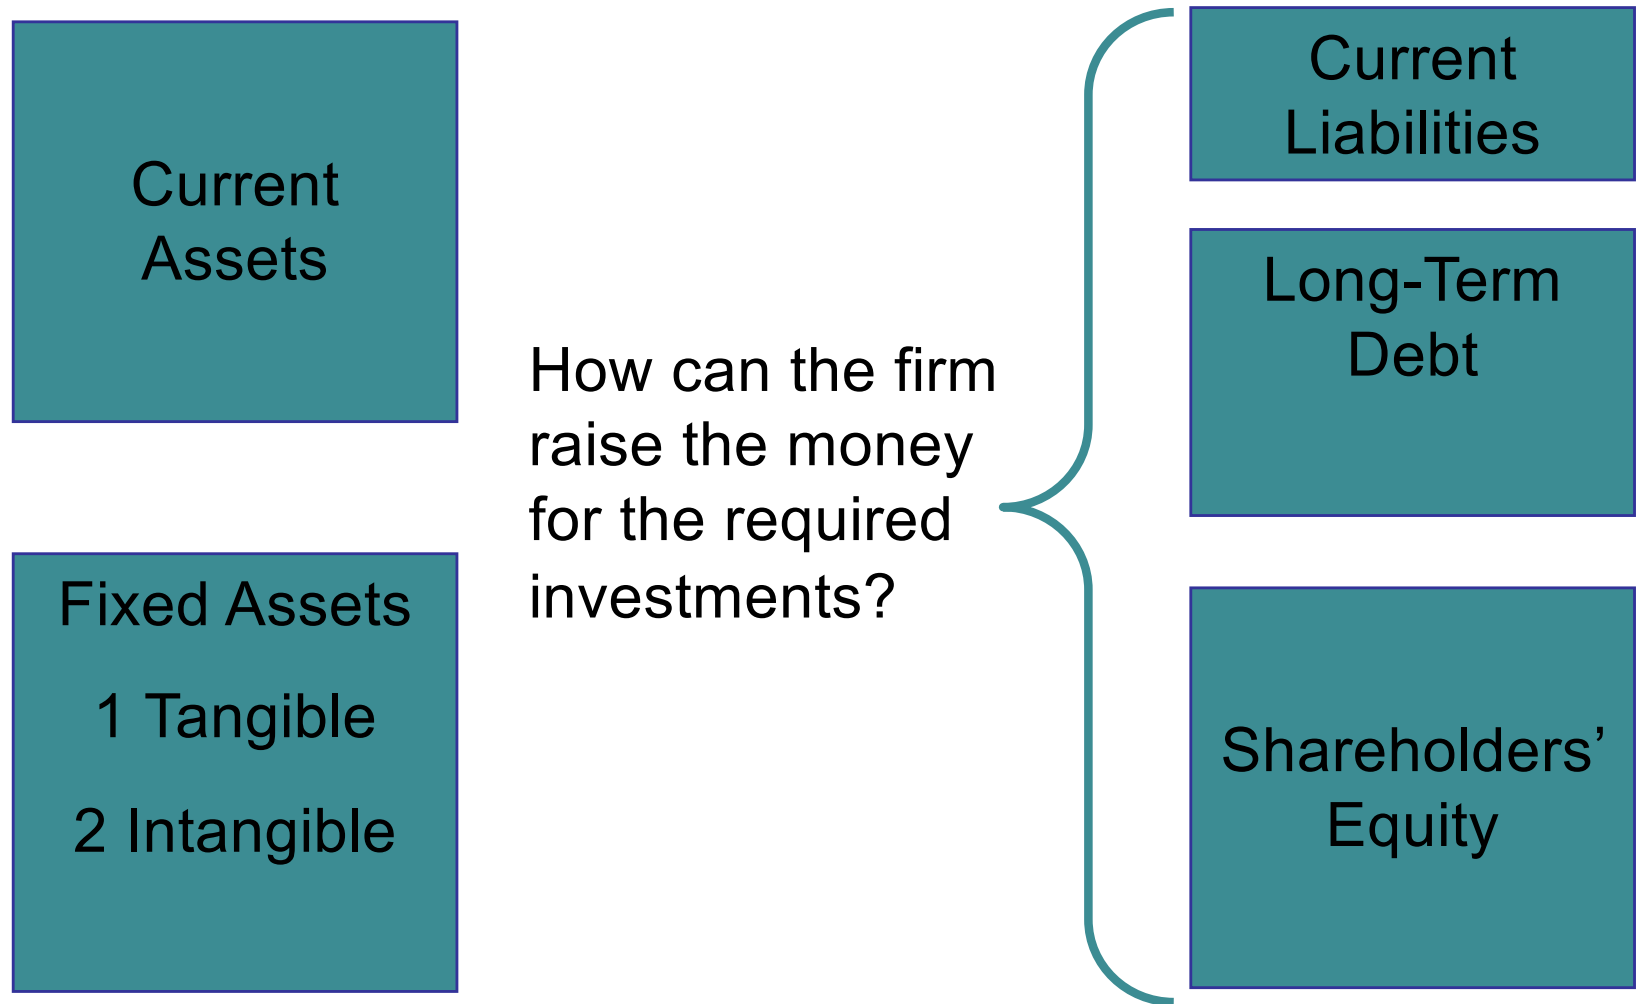 Current
Assets
Fixed Assets
1 Tangible
2 Intangible
How can the firm
raise the money
for the required
investments?
Current
Liabilities
Long-Term
Debt
Shareholders’
Equity